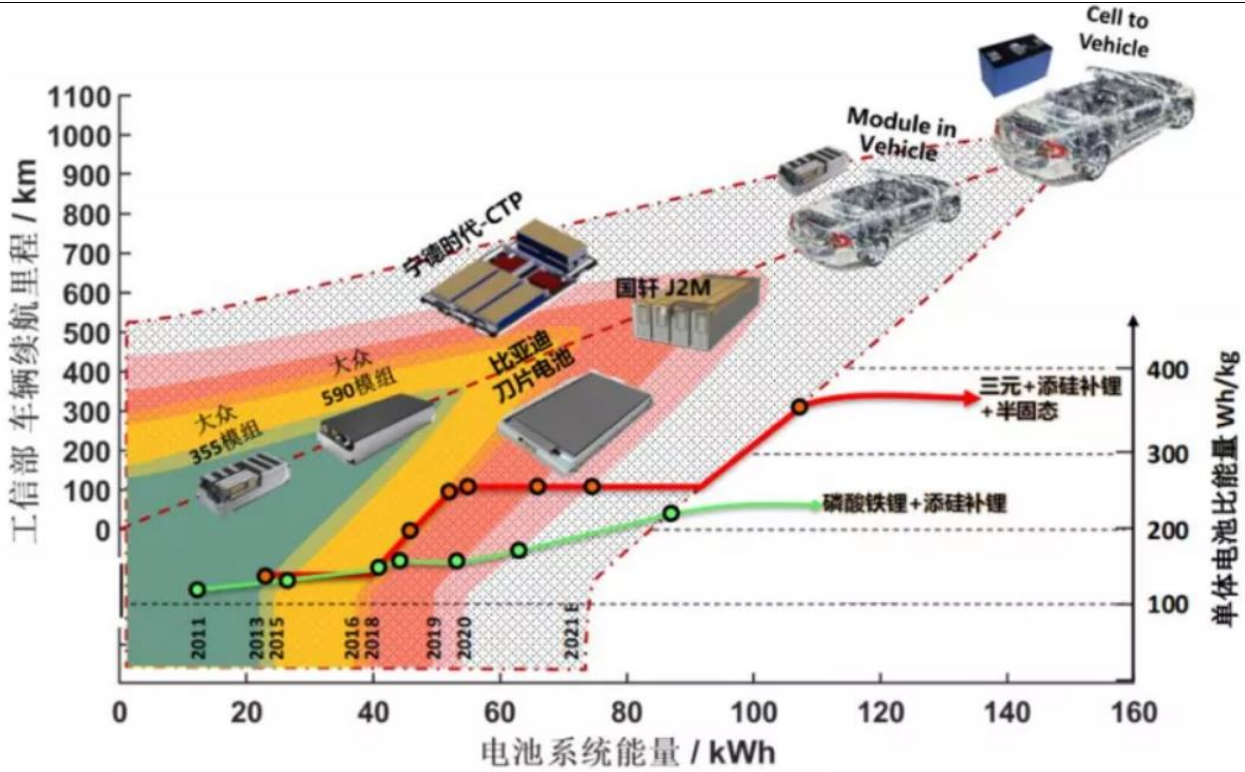 Cell to
Vehicle
Module in
Vehicle
宁德时代-CTP
国轩 J2M
比亚迪
刀片电池
大众
590模组
大众
355模组
工信部 车辆续航里程 / km
1100
1000
900
800
700
600
500
400
300
200
100
0
三元+添硅补锂
+半固态
磷酸铁锂+添硅补锂
400
300
200
100
单体电池比能量 Wh/kg
2011
2013
2015
2016
2018
2019
2020
2021 E
0 20 40 60 80 100 120 140 160
电池系统能量 / kWh